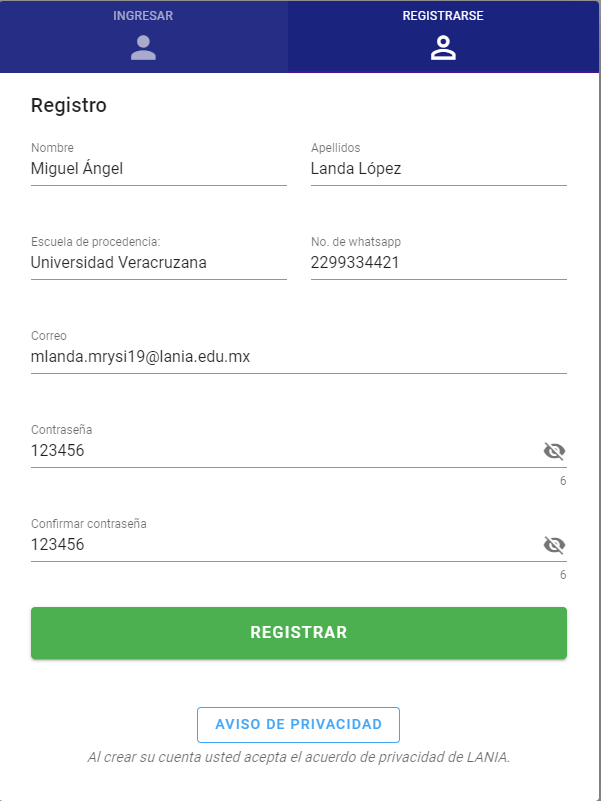 INGRESAR
REGISTRARSE
Registro
Nombre
Apellidos
Miguel Ángel
Landa López
Escuela de procedencia:
No. de whatsapp
Universidad Veracruzana
2299334421
Correo
mlanda.mrysi19@lania.edu.mx
Contraseña
123456
6
Confirmar contraseña
123456
6
REGISTRAR
AVISO DE PRIVACIDAD
Al crear su cuenta usted acepta el acuerdo de privacidad de LANIA.